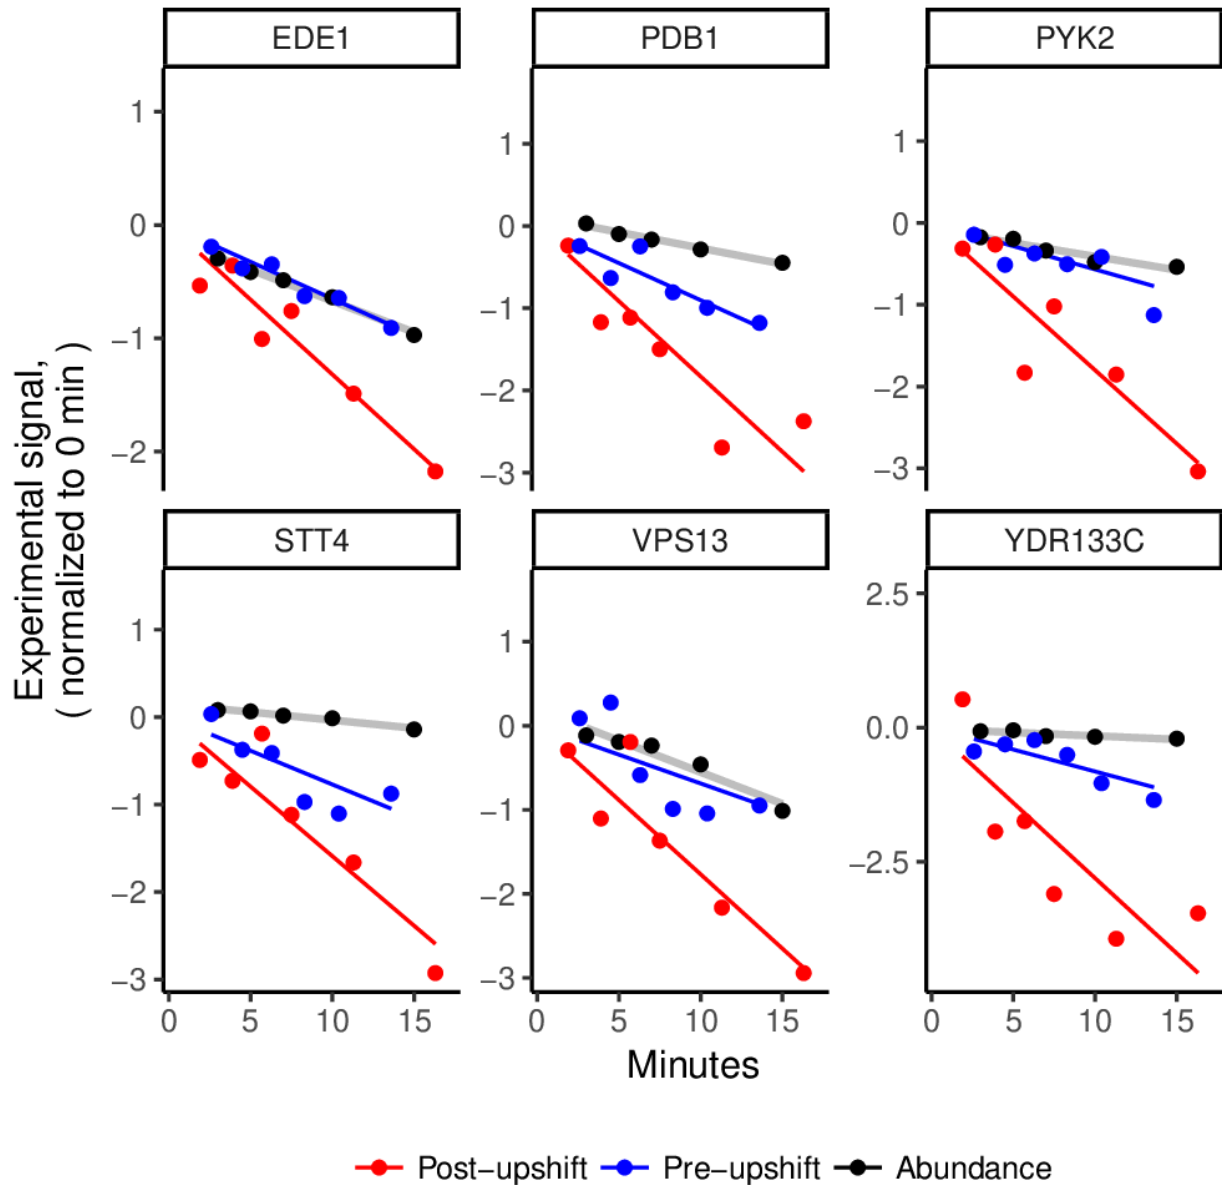 EDE1
PDB1
PYK2
1
0
−1
−2
1
0
−1
−2
−3
1
0
−1
−2
−3
STT4
VPS13
YDR133C
1
0
−1
−2
−3
1
0
−1
−2
−3
2.5
0.0
−2.5
0 5 10 15
0 5 10 15
0 5 10 15
Experimental signal,
( normalized to 0 min )
Minutes
Post−upshift Pre−upshift Abundance